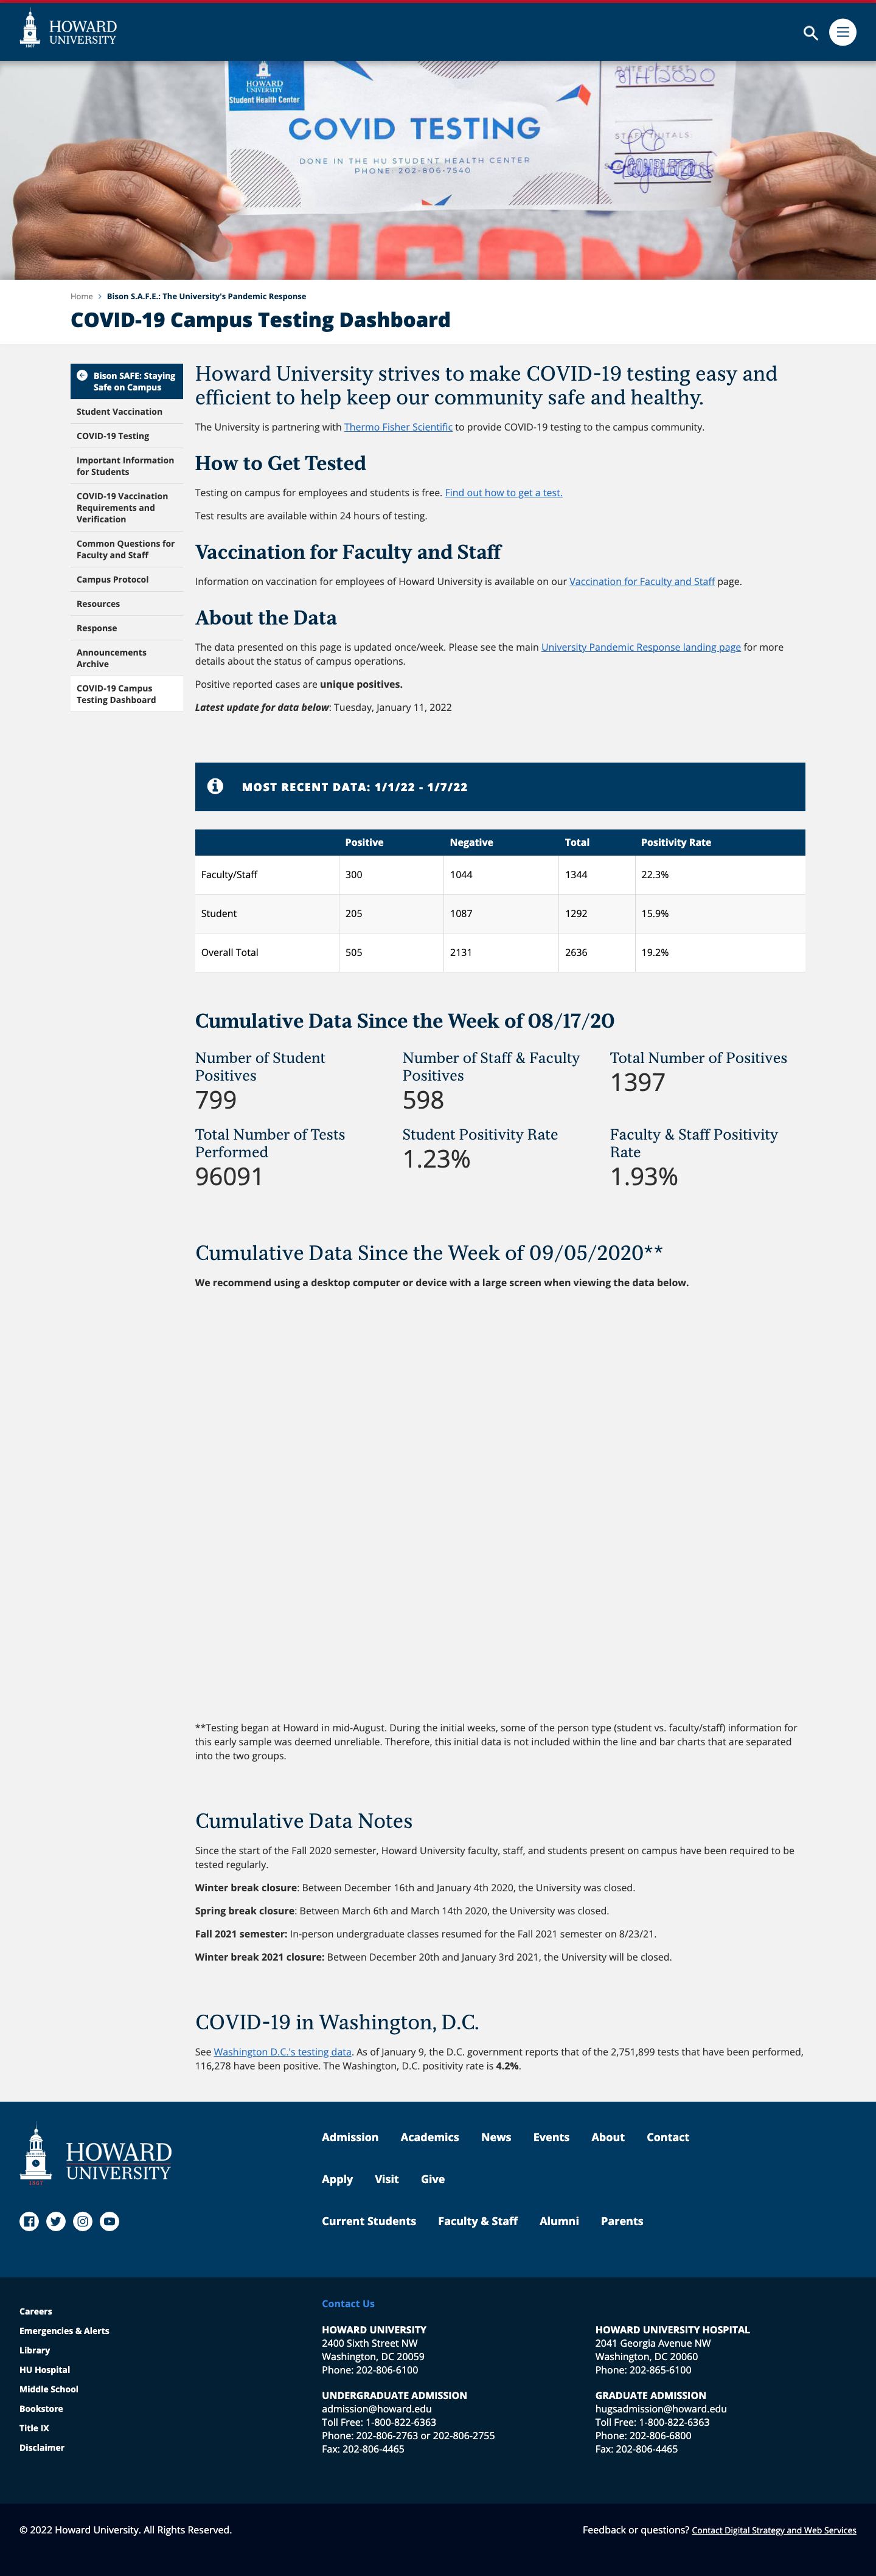 HOWARD
UNIVERSITY
1867
HOWARD
UNIVERSITY
Student Health Center
COVID TESTING
DONE IN THE HU STUDENT HEALTH CENTER
PHONE: 202-806-7540
DATE OF TEST
STAFF INITALS
Home > Bison S.A.F.E.: The University's Pandemic Response
COVID-19 Campus Testing Dashboard
Bison SAFE: Staying
Safe on Campus
Student Vaccination
COVID-19 Testing
Important Information
for Students
COVID-19 Vaccination
Requirements and
Verification
Common Questions for
Faculty and Staff
Campus Protocol
Resources
Response
Announcements
Archive
COVID-19 Campus
Testing Dashboard
Howard University strives to make COVID-19 testing easy and
efficient to help keep our community safe and healthy.
The University is partnering with Thermo Fisher Scientific to provide COVID-19 testing to the campus community.
How to Get Tested
Testing on campus for employees and students is free. Find out how to get a test.
Test results are available within 24 hours of testing.
Vaccination for Faculty and Staff
Information on vaccination for employees of Howard University is available on our Vaccination for Faculty and Staff page.
About the Data
The data presented on this page is updated once/week. Please see the main University Pandemic Response landing page for more
details about the status of campus operations.
Positive reported cases are unique positives.
Latest update for data below: Tuesday, January 11, 2022
MOST RECENT DATA: 1/1/22 - 1/7/22
Positive Negative Total Positivity Rate
Faculty/Staff 300 1044 1344 22.3%
Student 205 1087 1292 15.9%
Overall Total 505 2131 2636 19.2%
Cumulative Data Since the Week of 08/17/20
Number of Student
Positives
799
Number of Staff & Faculty
Positives
598
Total Number of Positives
1397
Total Number of Tests
Performed
96091
Student Positivity Rate
1.23%
Faculty & Staff Positivity
Rate
1.93%
Cumulative Data Since the Week of 09/05/2020**
We recommend using a desktop computer or device with a large screen when viewing the data below.
**Testing began at Howard in mid-August. During the initial weeks, some of the person type (student vs. faculty/staff) information for
this early sample was deemed unreliable. Therefore, this initial data is not included within the line and bar charts that are separated
into the two groups.
Cumulative Data Notes
Since the start of the Fall 2020 semester, Howard University faculty, staff, and students present on campus have been required to be
tested regularly.
Winter break closure: Between December 16th and January 4th 2020, the University was closed.
Spring break closure: Between March 6th and March 14th 2020, the University was closed.
Fall 2021 semester: In-person undergraduate classes resumed for the Fall 2021 semester on 8/23/21.
Winter break 2021 closure: Between December 20th and January 3rd 2021, the University will be closed.
COVID-19 in Washington, D.C.
See Washington D.C.'s testing data. As of January 9, the D.C. government reports that of the 2,751,899 tests that have been performed,
116,278 have been positive. The Washington, D.C. positivity rate is 4.2%.
HOWARD
UNIVERSITY
1867
Admission Academics News Events About Contact
Apply Visit Give
Current Students Faculty & Staff Alumni Parents
Careers
Emergencies & Alerts
Library
HU Hospital
Middle School
Bookstore
Title IX
Disclaimer
Contact Us
HOWARD UNIVERSITY
2400 Sixth Street NW
Washington, DC 20059
Phone: 202-806-6100
HOWARD UNIVERSITY HOSPITAL
2041 Georgia Avenue NW
Washington, DC 20060
Phone: 202-865-6100
UNDERGRADUATE ADMISSION
admission@howard.edu
Toll Free: 1-800-822-6363
Phone: 202-806-2763 or 202-806-2755
Fax: 202-806-4465
GRADUATE ADMISSION
hugsadmission@howard.edu
Toll Free: 1-800-822-6363
Phone: 202-806-6800
Fax: 202-806-4465
© 2022 Howard University. All Rights Reserved.
Feedback or questions? Contact Digital Strategy and Web Services